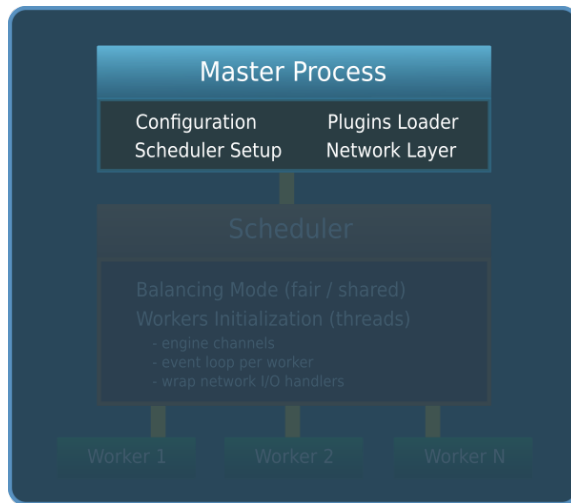 Master Process
Configuration Plugins Loader
Scheduler Setup Network Layer
Scheduler
Balancing Mode (fair / shared)
Workers Initialization (threads)
- engine channels
- event loop per worker
- wrap network I/O handlers
Worker 1 Worker 2 Worker N